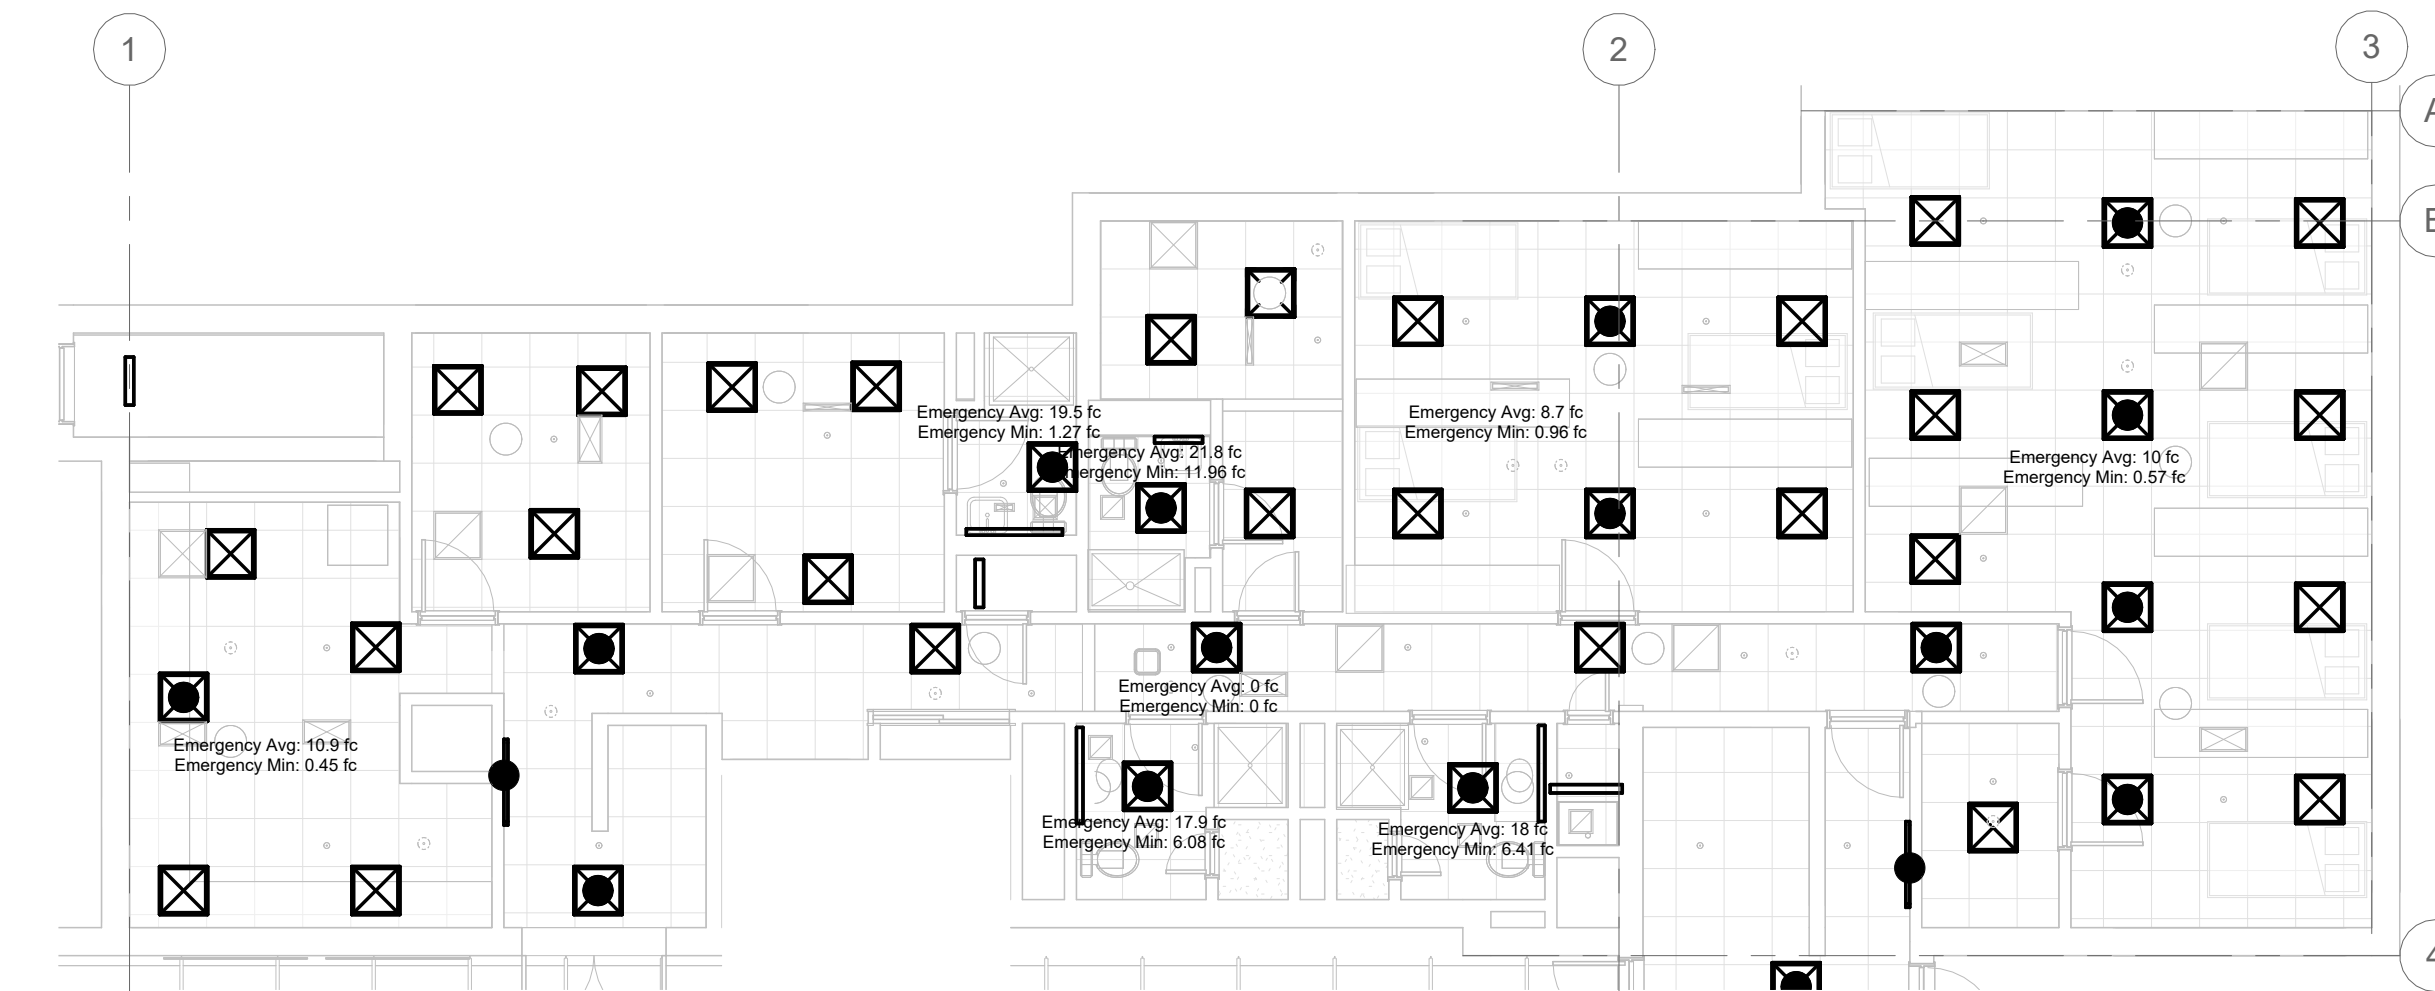 1
2
3
A
B
Emergency Avg: 19.5 fc
Emergency Min: 1.27 fc
Emergency Avg: 21.8 fc
Emergency Min: 11.96 fc
Emergency Avg: 8.7 fc
Emergency Min: 0.96 fc
Emergency Avg: 10 fc
Emergency Min: 0.57 fc
Emergency Avg: 0 fc
Emergency Min: 0 fc
Emergency Avg: 10.9 fc
Emergency Min: 0.45 fc
Emergency Avg: 17.9 fc
Emergency Min: 6.08 fc
Emergency Avg: 18 fc
Emergency Min: 6.41 fc
4